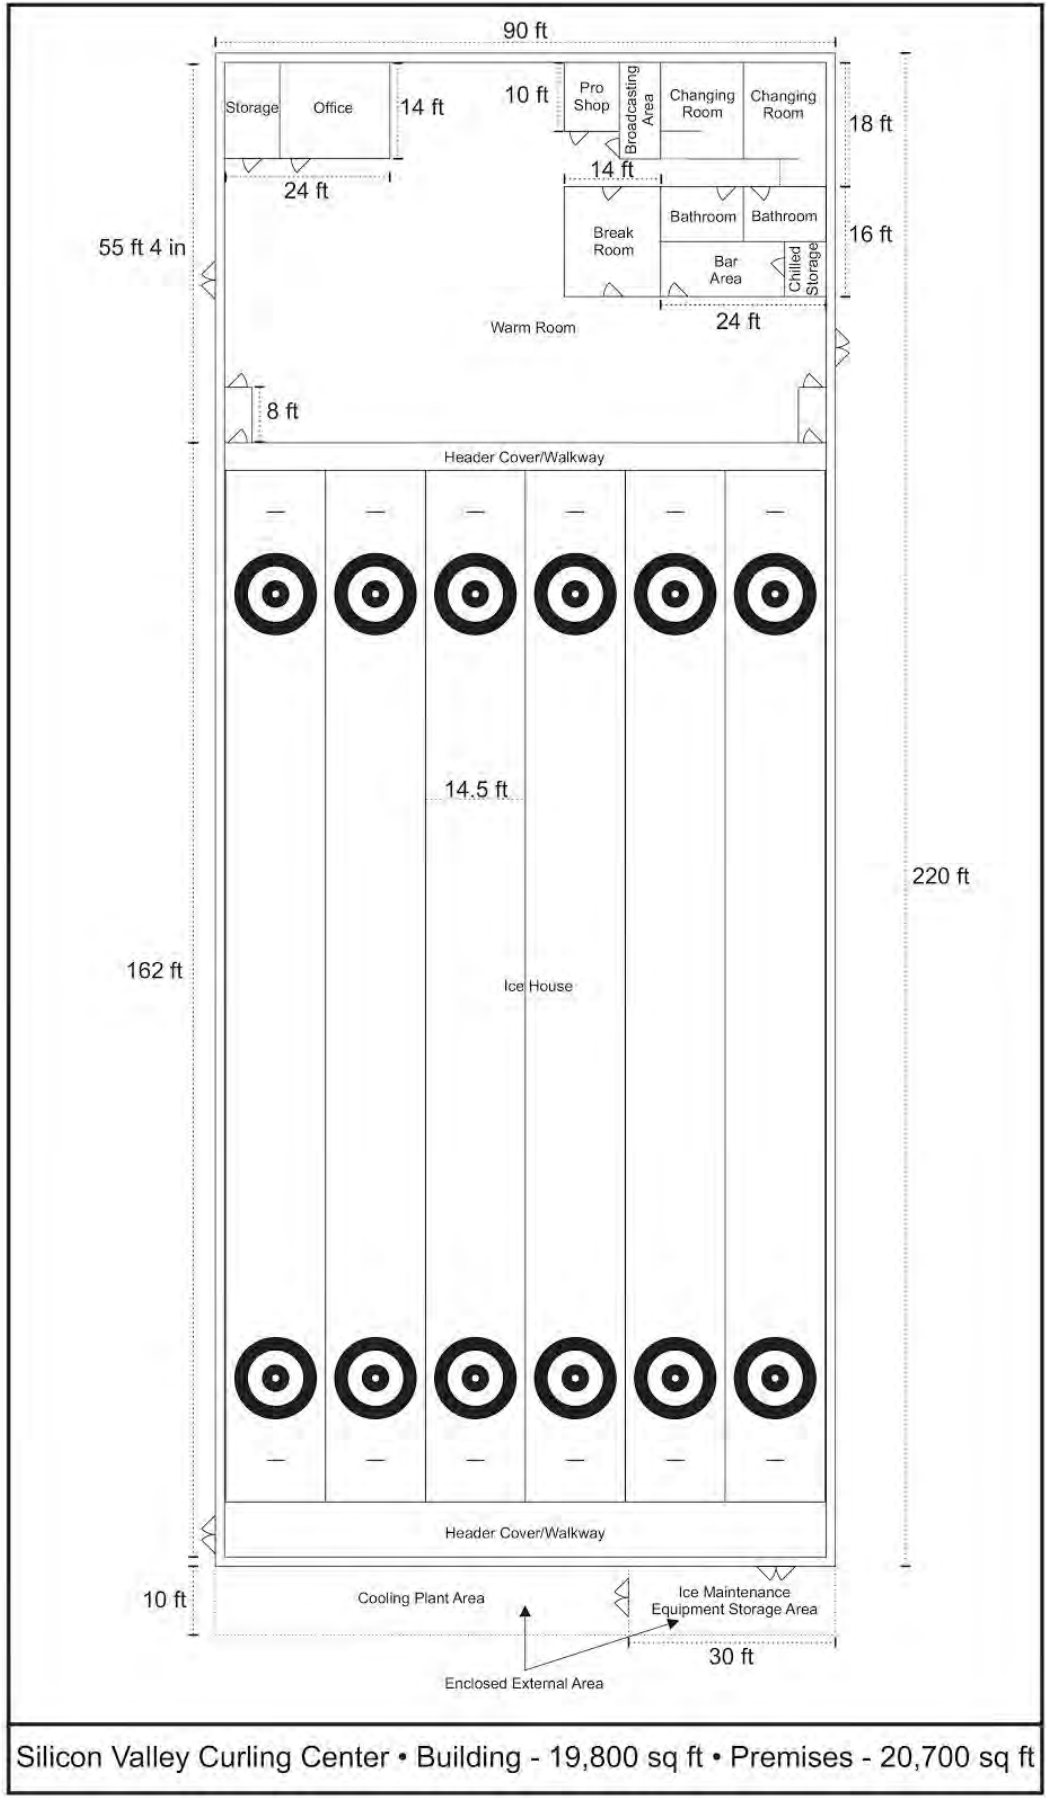 90 ft
Storage
Office
14 ft
10 ft
Pro
Shop
Broadcasting
Area
Changing
Room
Changing
Room
18 ft
24 ft
14 ft
55 ft 4 in
Break
Room
Bathroom
Bathroom
16 ft
Bar
Area
Chilled
Storage
24 ft
Warm Room
8 ft
Header Cover/Walkway
14.5 ft
220 ft
162 ft
Ice House
Header Cover/Walkway
10 ft
Cooling Plant Area
Ice Maintenance
Equipment Storage Area
30 ft
Enclosed External Area
Silicon Valley Curling Center • Building - 19,800 sq ft • Premises - 20,700 sq ft